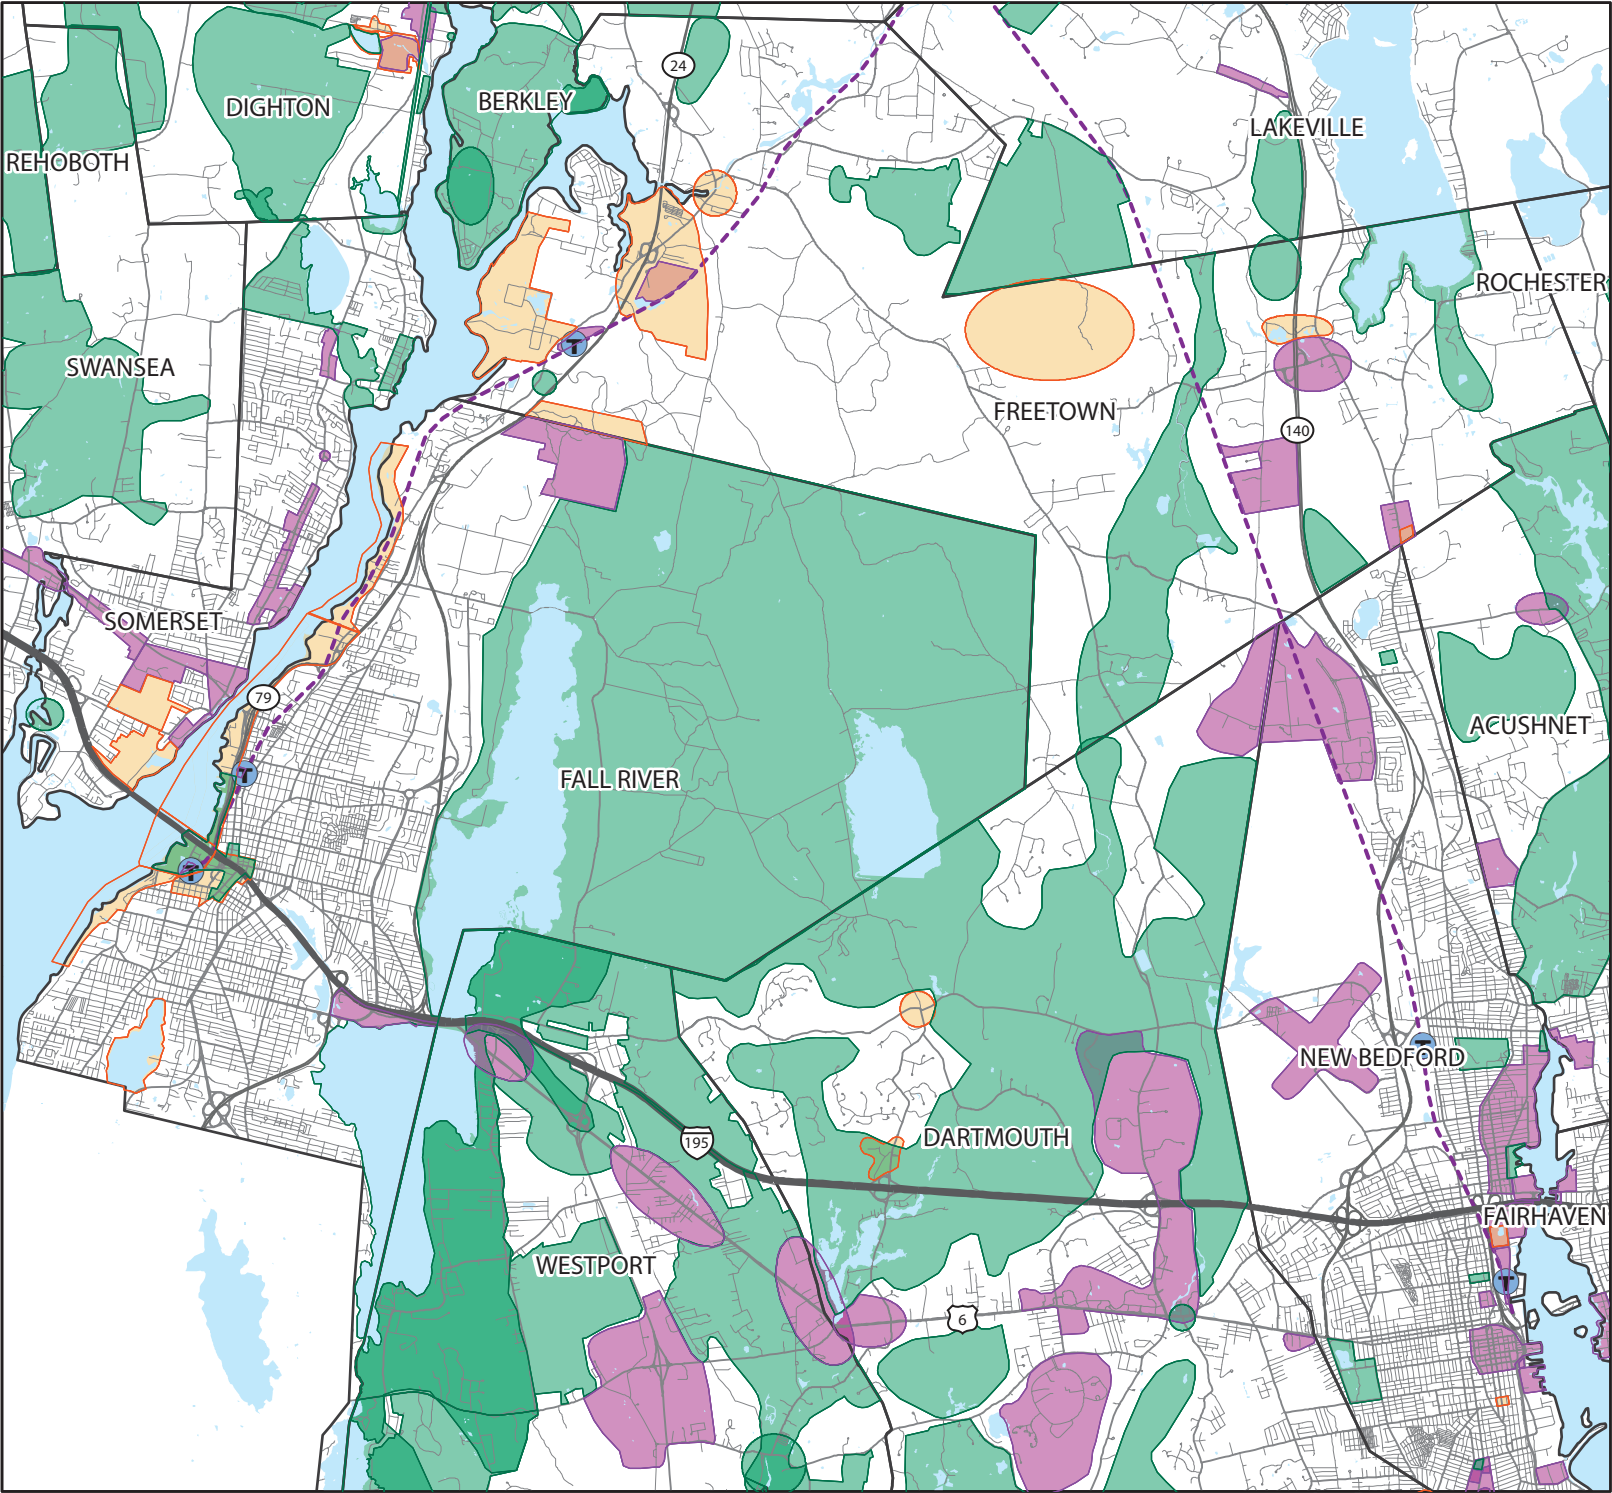 24
DIGHTON
BERKLEY
LAKEVILLE
REHOBOTH
ROCHESTER
T
SWANSEA
FREETOWN
140
SOMERSET
79
ACUSHNET
T
FALL RIVER
T
T
NEW BEDFORD
195
DARTMOUTH
FAIRHAVEN
WESTPORT
T
6